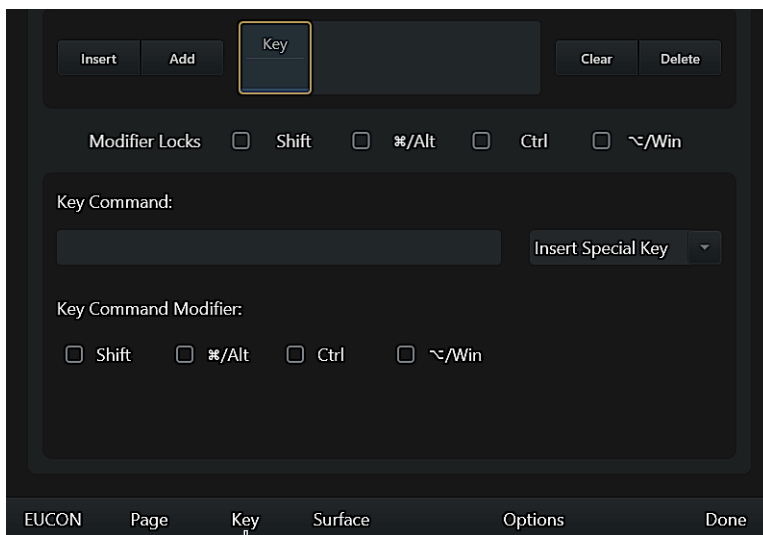 Insert Add Key Clear Delete
Modifier Locks Shift ⌘/Alt Ctrl ⌥/Win
Key Command:
Insert Special Key
Key Command Modifier:
Shift ⌘/Alt Ctrl ⌥/Win
EUCON Page Key Surface Options Done